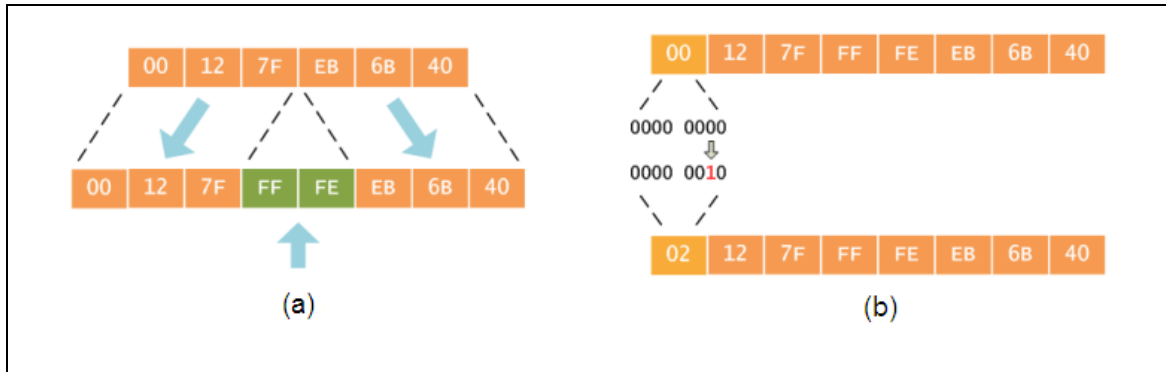 00 12 7F EB 6B 40
00 12 7F FF FE EB 6B 40
(a)
00 12 7F FF FE EB 6B 40
0000 0000
0000 0010
02 12 7F FF FE EB 6B 40
(b)